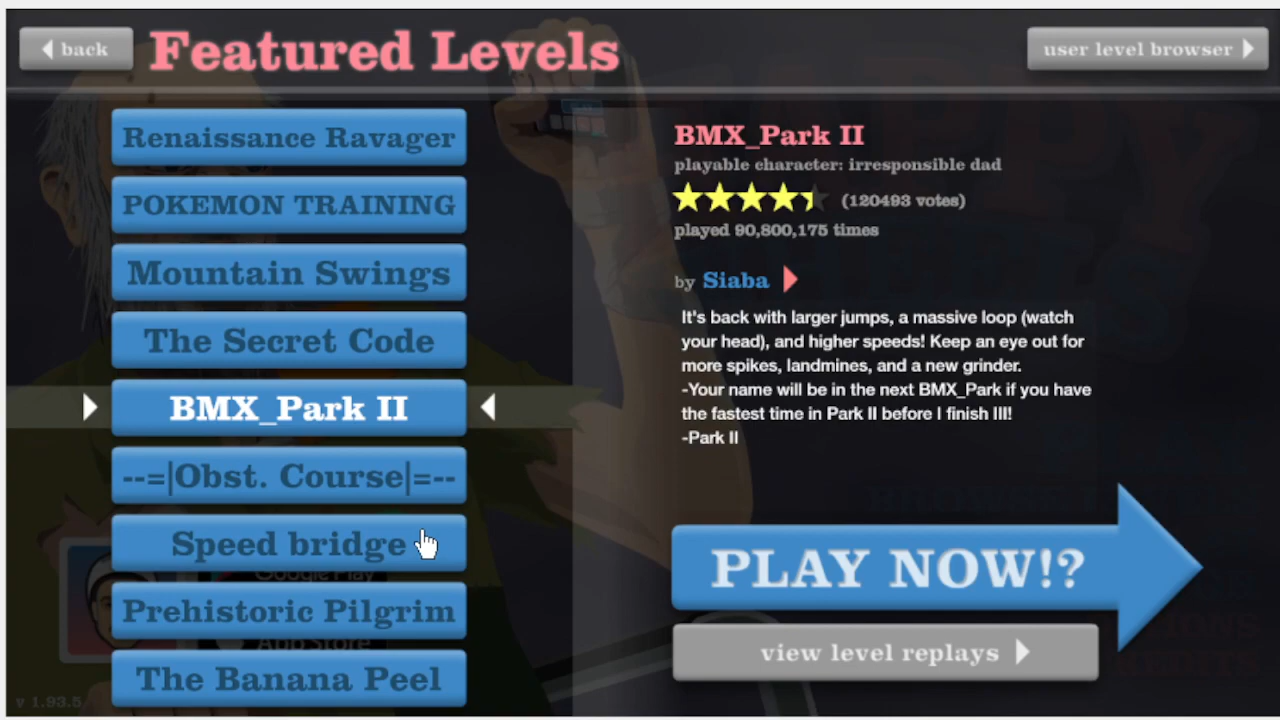 back
Featured Levels
user level browser
Renaissance Ravager
POKEMON TRAINING
Mountain Swings
The Secret Code
BMX_Park II
--=|Obst. Course|=--
Speed bridge
Prehistoric Pilgrim
The Banana Peel
Google Play
App Store
v 1.93.5
BMX_Park II
playable character: irresponsible dad
(120493 votes)
played 90,800,175 times
by Siaba
It's back with larger jumps, a massive loop (watch
your head), and higher speeds! Keep an eye out for
more spikes, landmines, and a new grinder.
-Your name will be in the next BMX_Park if you have
the fastest time in Park II before I finish III!
-Park II
PLAY NOW!?
view level replays